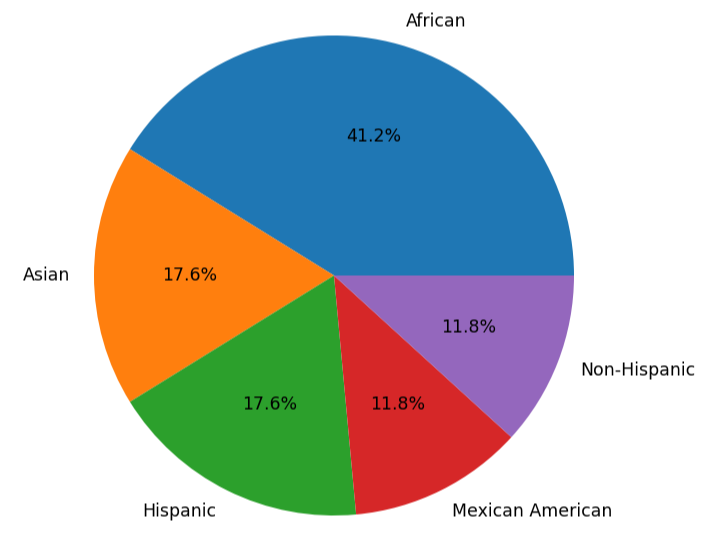 African
41.2%
Asian
17.6%
11.8%
Non-Hispanic
17.6%
11.8%
Hispanic
Mexican American